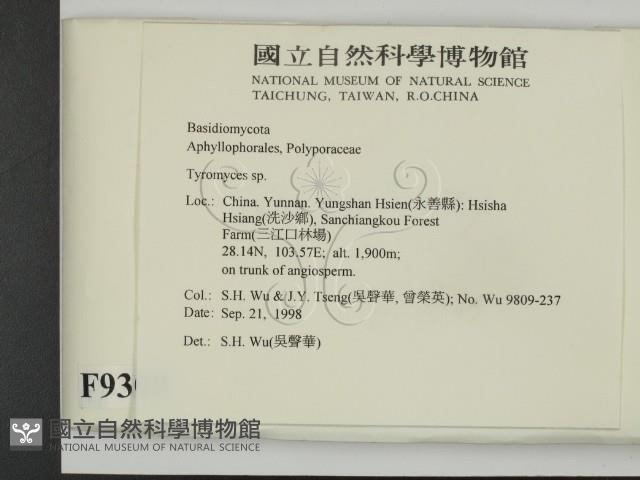 國立自然科學博物館
NATIONAL MUSEUM OF NATURAL SCIENCE
TAICHUNG, TAIWAN, R.O.CHINA
Basidiomycota
Aphyllophorales, Polyporaceae
Tyromyces sp.
Loc.: China. Yunnan. Yungshan Hsien(永善縣): Hsisha
Hsiang(洗沙鄉), Sanchiangkou Forest
Farm(三江口林場)
28.14N, 103.57E; alt. 1,900m;
on trunk of angiosperm.
Col.: S.H. Wu & J.Y. Tseng(吳聲華, 曾榮英); No. Wu 9809-237
Date: Sep. 21, 1998
Det.: S.H. Wu(吳聲華)
國立自然科學博物館
NATIONAL MUSEUM OF NATURAL SCIENCE